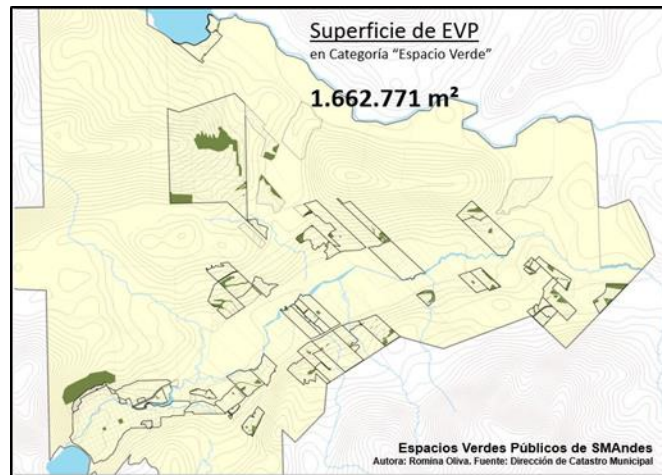 Superficie de EVP
en Categoría "Espacio Verde"
1.662.771 m²
Espacios Verdes Públicos de SMAndes
Autora: Romina Oliva. Fuente: Dirección de Catastro Municipal